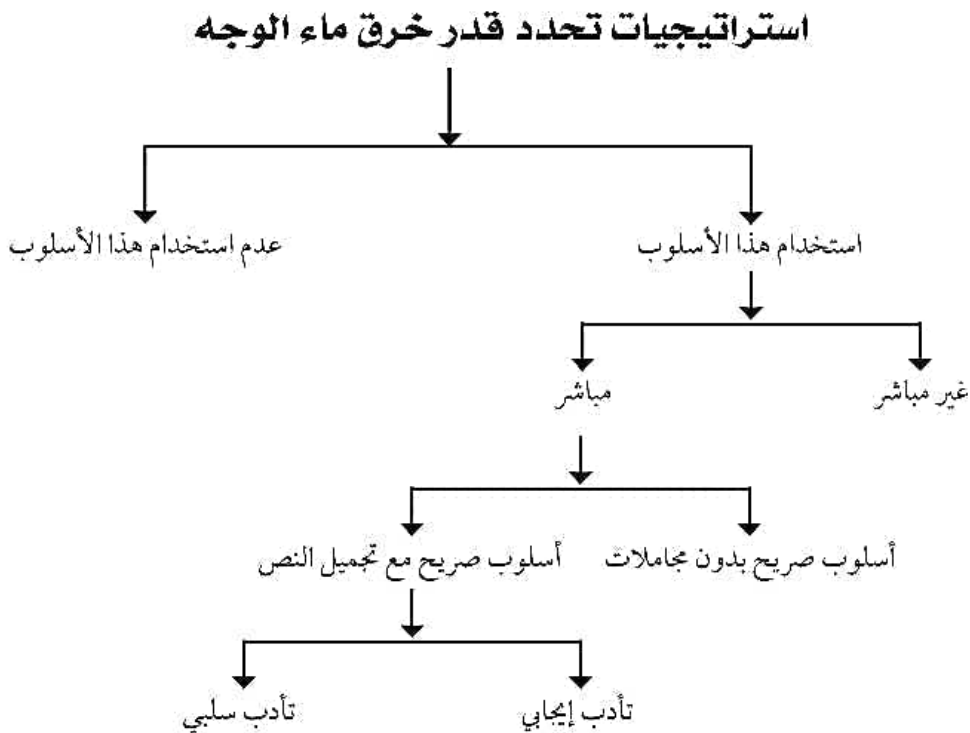 استراتيجيات تحدد قدر خرق ماء الوجه
استخدام هذا الأسلوب
عدم استخدام هذا الأسلوب
غير مباشر
مباشر
أسلوب صريح بدون مجاملات
أسلوب صريح مع تجميل النص
تأدب إيجابي
تأدب سلبي